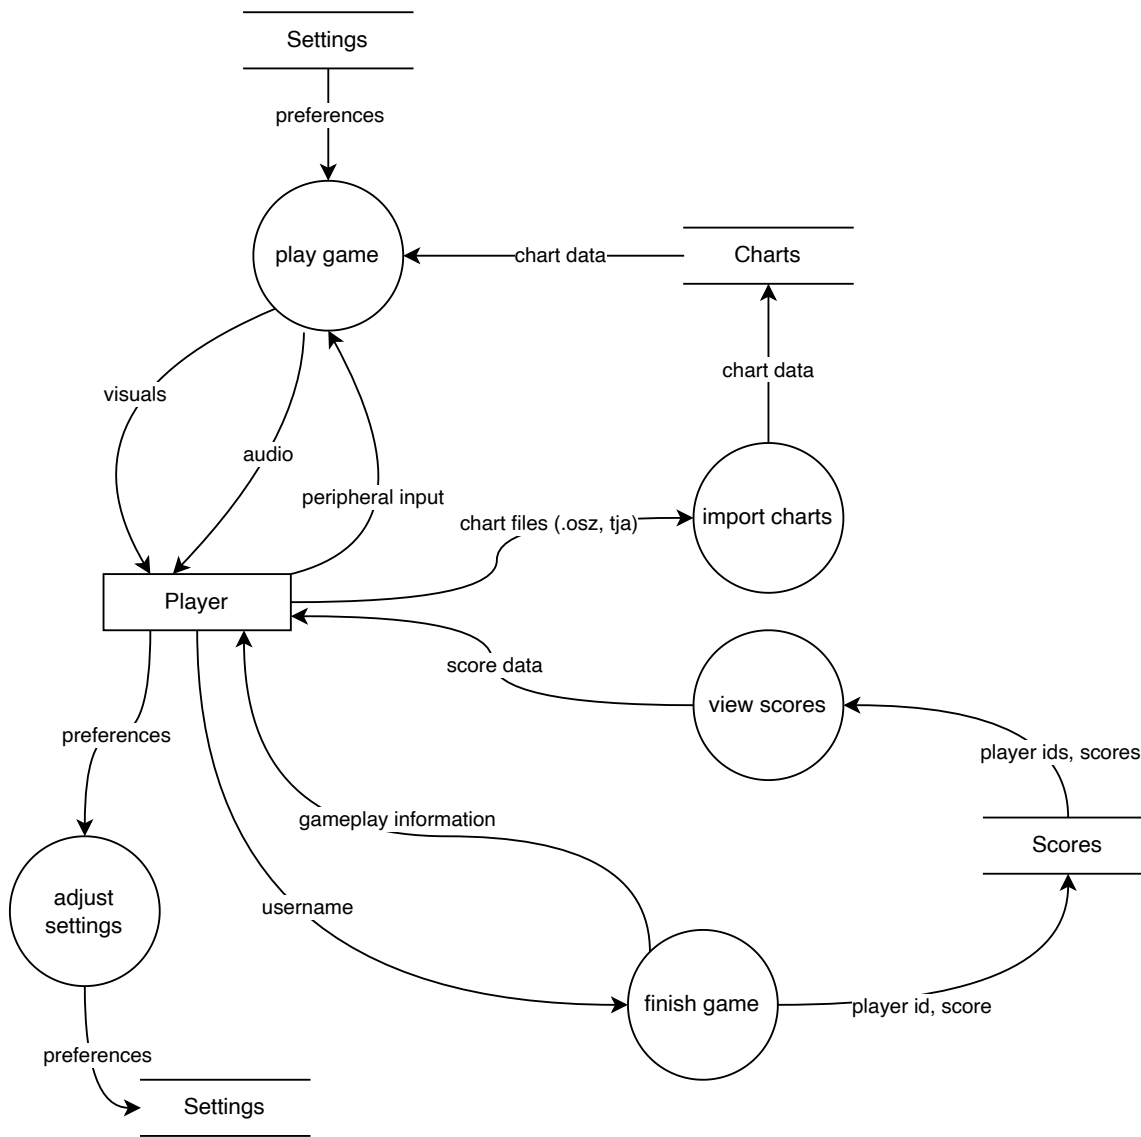 Settings
preferences
play game
chart data
Charts
chart data
visuals
audio
peripheral input
chart files (.osz, tja)
import charts
Player
score data
view scores
preferences
player ids, scores
gameplay information
Scores
adjust
settings
username
finish game
player id, score
preferences
Settings